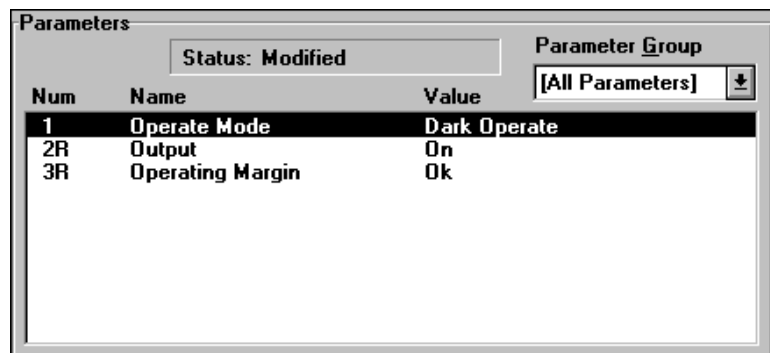 Parameters
Status: Modified
Parameter Group
[All Parameters]
Num Name Value
1 Operate Mode Dark Operate
2R Output On
3R Operating Margin Ok